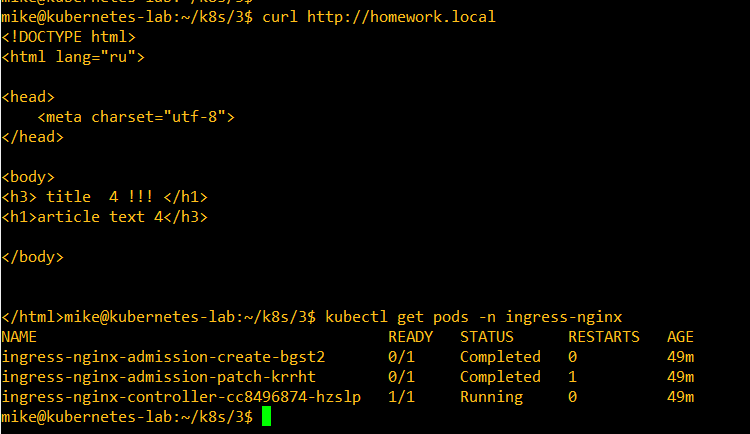 mike@kubernetes-lab:~/k8s/3$ curl http://homework.local
<!DOCTYPE html>
<html lang="ru">
<head>
    <meta charset="utf-8">
</head>
<body>
<h3> title  4 !!! </h1>
<h1>article text 4</h3>
</body>
</html>mike@kubernetes-lab:~/k8s/3$ kubectl get pods -n ingress-nginx
NAME                                       READY   STATUS      RESTARTS   AGE
ingress-nginx-admission-create-bgst2       0/1     Completed   0          49m
ingress-nginx-admission-patch-krrht        0/1     Completed   1          49m
ingress-nginx-controller-cc8496874-hzslp   1/1     Running     0          49m
mike@kubernetes-lab:~/k8s/3$